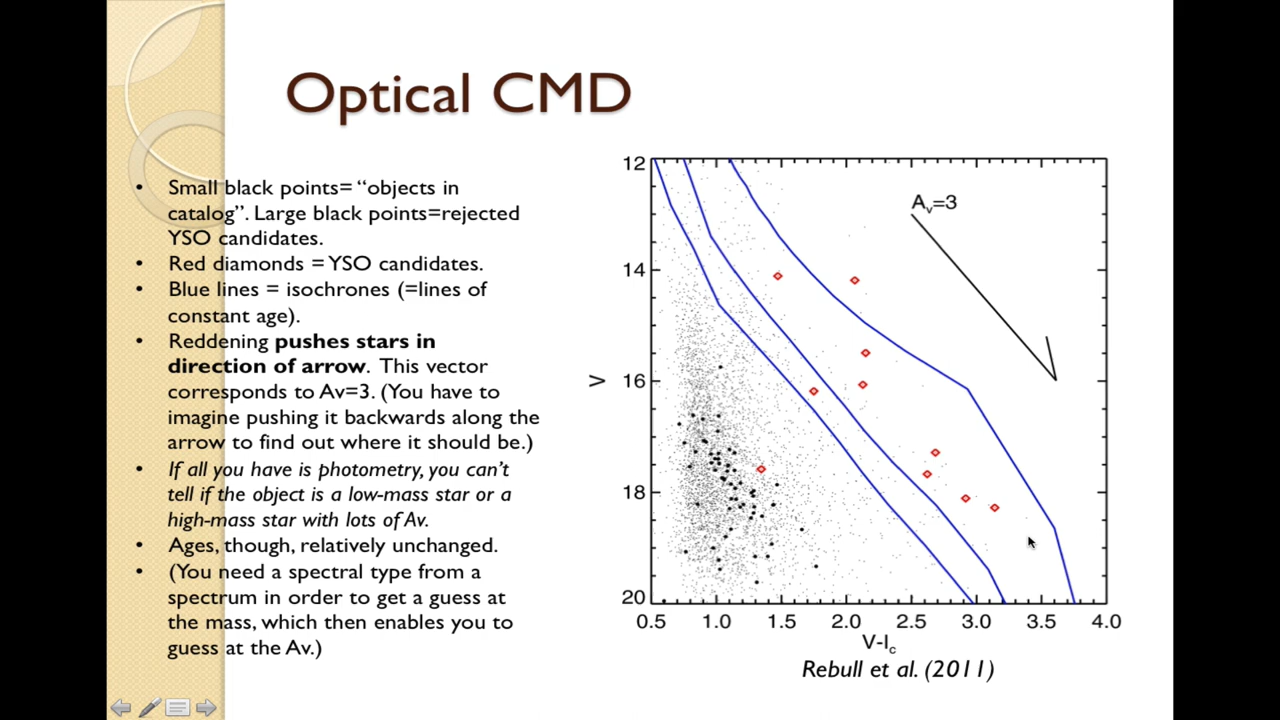 Optical CMD
• Small black points= “objects in
catalog”. Large black points=rejected
YSO candidates.
• Red diamonds = YSO candidates.
• Blue lines = isochrones (=lines of
constant age).
• Reddening pushes stars in
direction of arrow. This vector
corresponds to Av=3. (You have to
imagine pushing it backwards along the
arrow to find out where it should be.)
• If all you have is photometry, you can’t
tell if the object is a low-mass star or a
high-mass star with lots of Av.
• Ages, though, relatively unchanged.
• (You need a spectral type from a
spectrum in order to get a guess at
the mass, which then enables you to
guess at the Av.)
12
14
16
18
20
V
Av=3
0.5 1.0 1.5 2.0 2.5 3.0 3.5 4.0
V-Ic
Rebull et al. (2011)